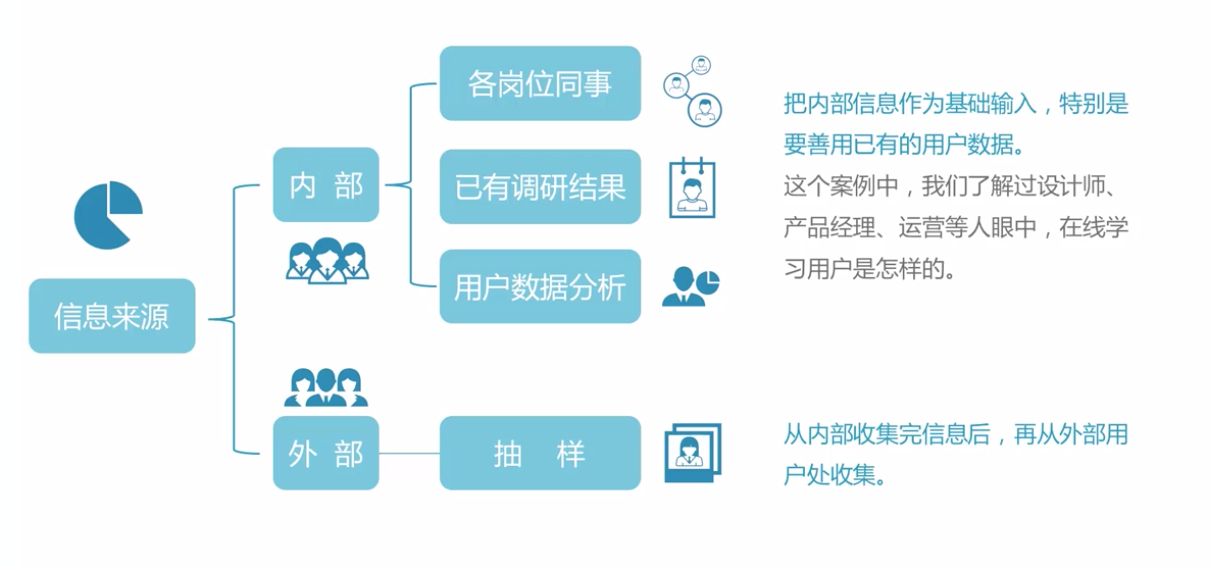 各岗位同事
把内部信息作为基础输入，特别是
要善用已有的用户数据。
内 部
已有调研结果
这个案例中，我们了解过设计师、
产品经理、运营等人眼中，在线学
习用户是怎样的。
用户数据分析
信息来源
外 部
抽 样
从内部收集完信息后，再从外部用
户处收集。